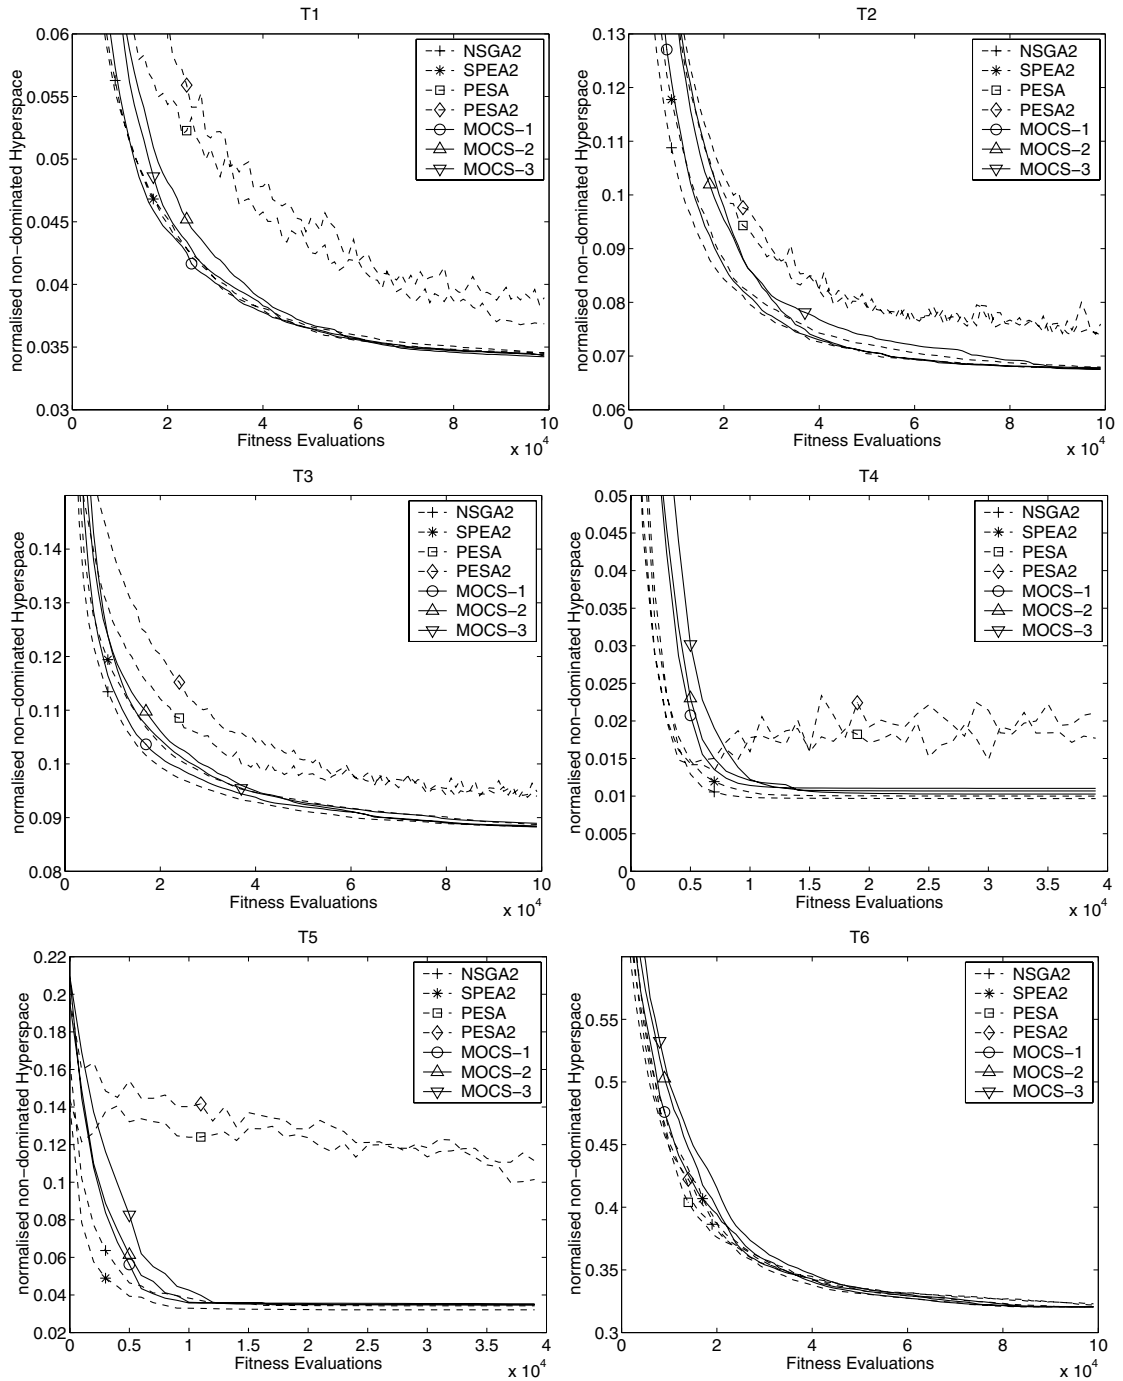 T1
normalised non-dominated Hyperspace
0.06
0.055
0.05
0.045
0.04
0.035
0.03
NSGA2
SPEA2
PESA
PESA2
MOCS-1
MOCS-2
MOCS-3
0 2 4 6 8 10
Fitness Evaluations
x 10^4
T2
normalised non-dominated Hyperspace
0.13
0.12
0.11
0.1
0.09
0.08
0.07
0.06
NSGA2
SPEA2
PESA
PESA2
MOCS-1
MOCS-2
MOCS-3
0 2 4 6 8 10
Fitness Evaluations
x 10^4
T3
normalised non-dominated Hyperspace
0.14
0.13
0.12
0.11
0.1
0.09
0.08
NSGA2
SPEA2
PESA
PESA2
MOCS-1
MOCS-2
MOCS-3
0 2 4 6 8 10
Fitness Evaluations
x 10^4
T4
normalised non-dominated Hyperspace
0.05
0.045
0.04
0.035
0.03
0.025
0.02
0.015
0.01
0.005
0
NSGA2
SPEA2
PESA
PESA2
MOCS-1
MOCS-2
MOCS-3
0 0.5 1 1.5 2 2.5 3 3.5 4
Fitness Evaluations
x 10^4
T5
normalised non-dominated Hyperspace
0.22
0.2
0.18
0.16
0.14
0.12
0.1
0.08
0.06
0.04
0.02
NSGA2
SPEA2
PESA
PESA2
MOCS-1
MOCS-2
MOCS-3
0 0.5 1 1.5 2 2.5 3 3.5 4
Fitness Evaluations
x 10^4
T6
normalised non-dominated Hyperspace
0.55
0.5
0.45
0.4
0.35
0.3
NSGA2
SPEA2
PESA
PESA2
MOCS-1
MOCS-2
MOCS-3
0 2 4 6 8 10
Fitness Evaluations
x 10^4